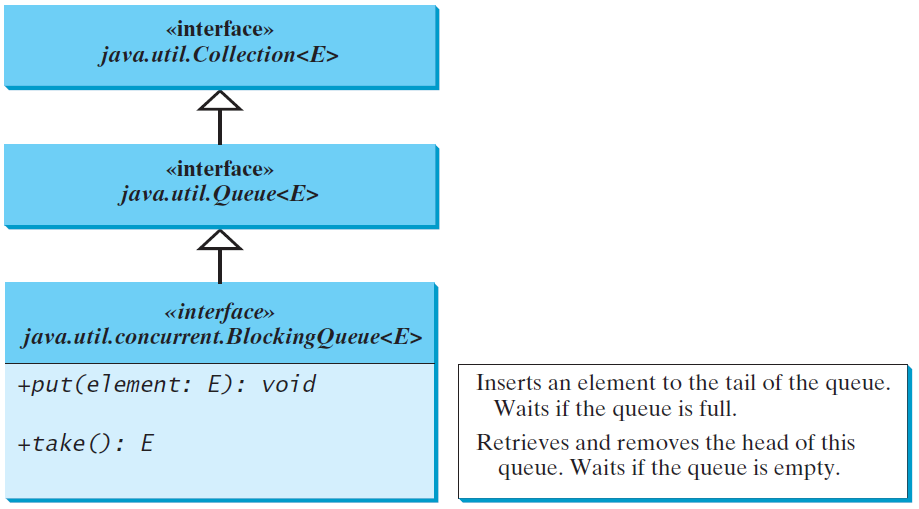 «interface»
java.util.Collection<E>
«interface»
java.util.Queue<E>
«interface»
java.util.concurrent.BlockingQueue<E>
+put(element: E): void
+take(): E
Inserts an element to the tail of the queue.
Waits if the queue is full.
Retrieves and removes the head of this
queue. Waits if the queue is empty.